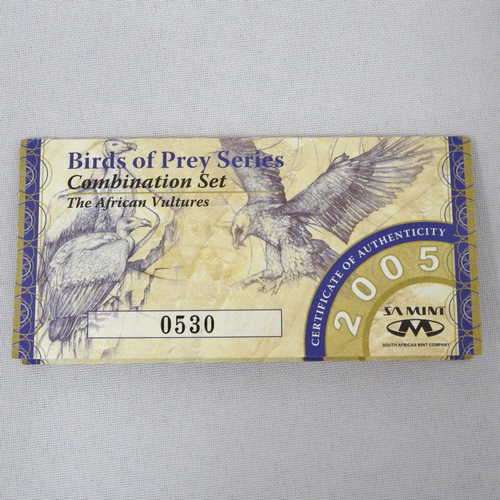 Birds of Prey Series
Combination Set
The African Vultures
0530
CERTIFICATE OF AUTHENTICITY
2005
SA MINT
SOUTH AFRICAN MINT COMPANY